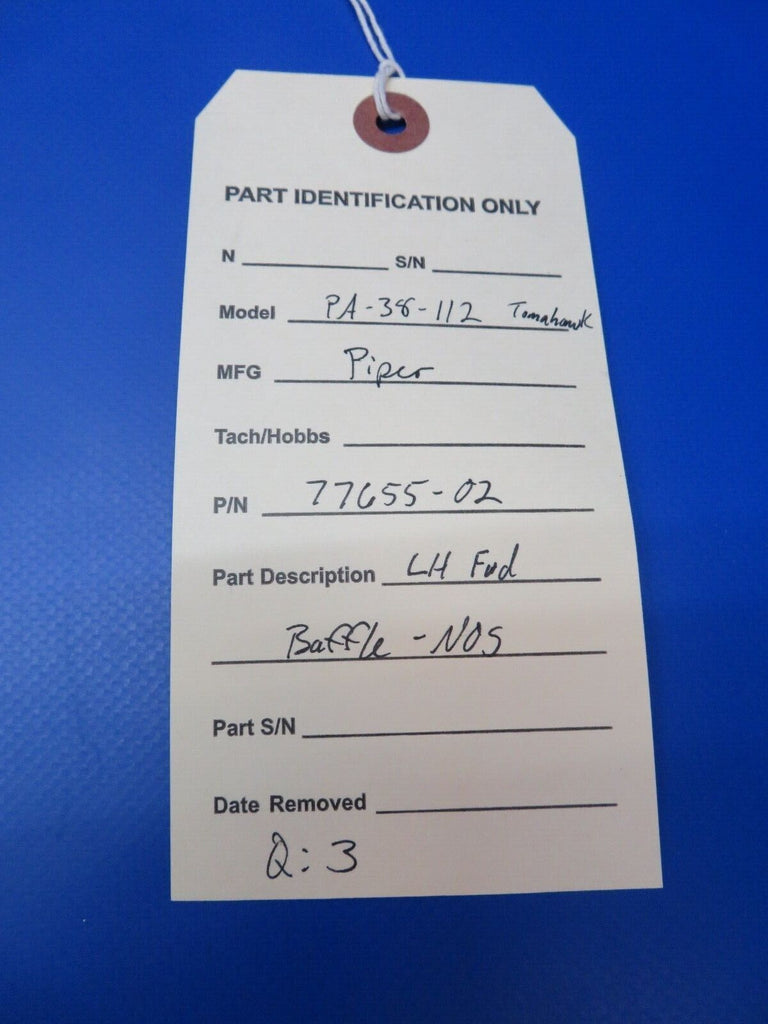 PART IDENTIFICATION ONLY
N S/N
Model PA-38-112 Tomahawk
MFG Piper
Tach/Hobbs
P/N 77655-02
Part Description LH Fwd
Baffle - NOS
Part S/N
Date Removed
Q: 3